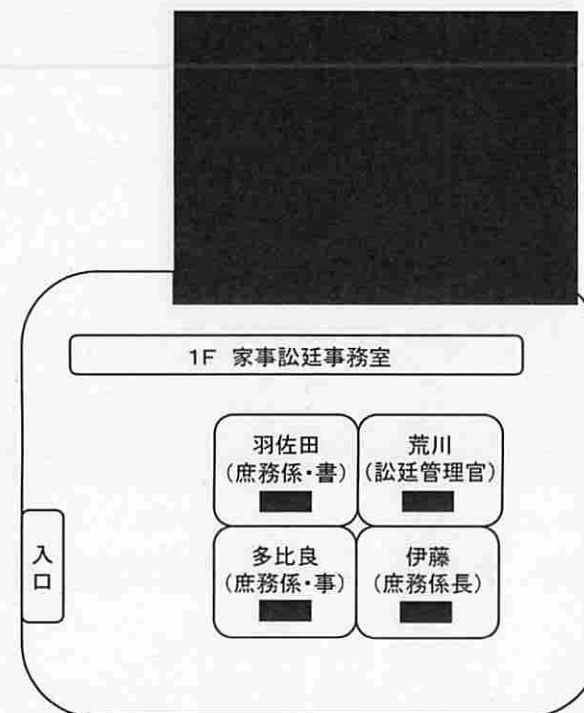 1F 家事訟廷事務室
羽佐田
(庶務係・書)
荒川
(訟廷管理官)
入口
多比良
(庶務係・事)
伊藤
(庶務係長)